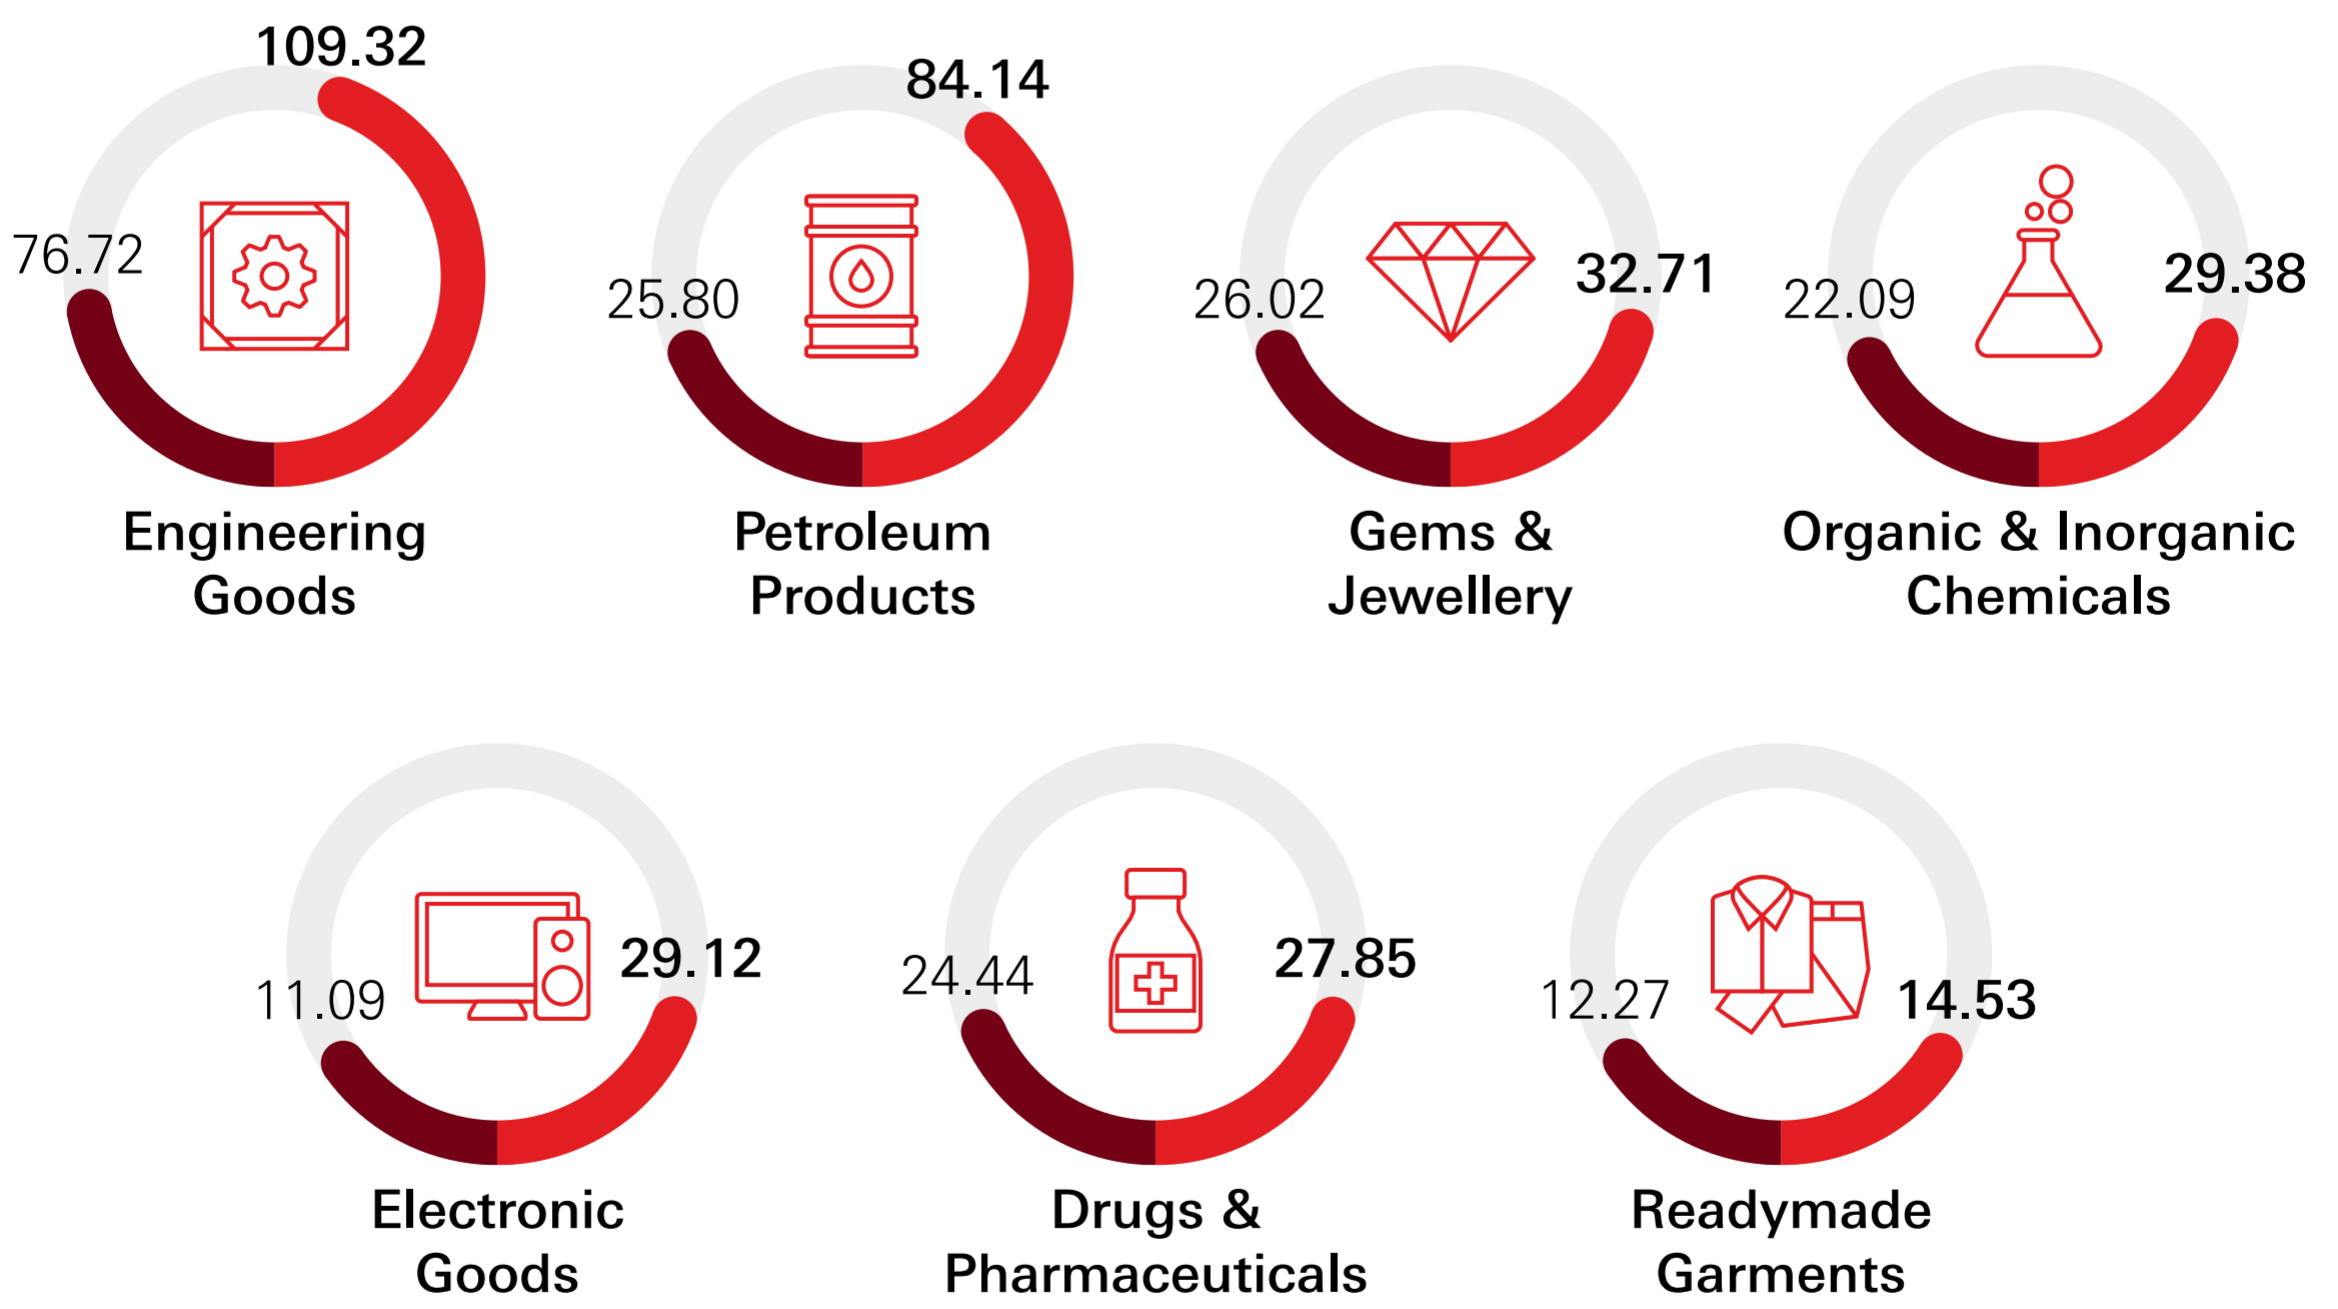 109.32
76.72
Engineering
Goods
84.14
25.80
Petroleum
Products
26.02
32.71
Gems &
Jewellery
22.09
29.38
Organic & Inorganic
Chemicals
11.09
29.12
Electronic
Goods
24.44
27.85
Drugs &
Pharmaceuticals
12.27
14.53
Readymade
Garments